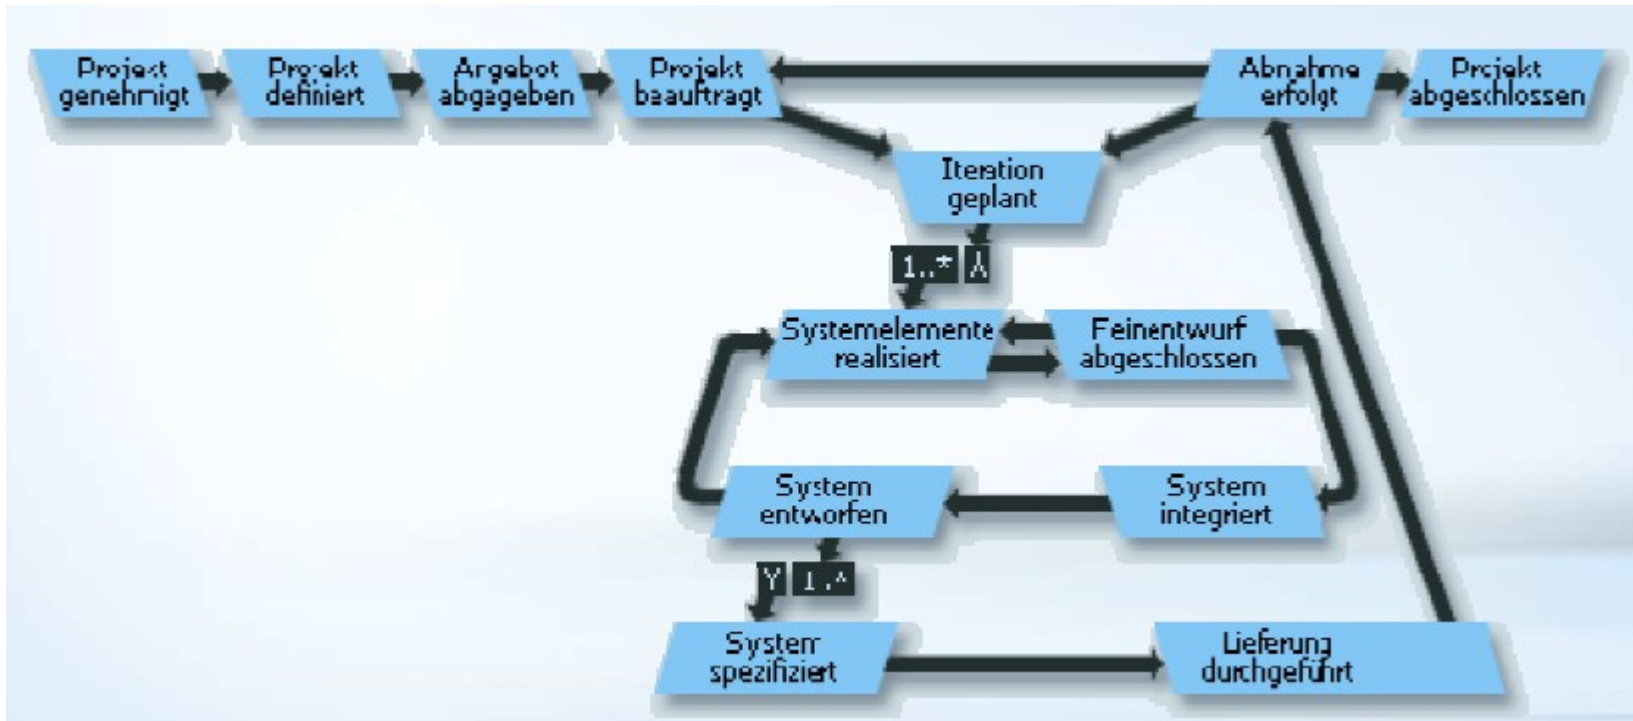 Projekt
genehmigt
Projekt
definiert
Angebot
abgegeben
Projekt
beauftragt
Abnahme
erfolgt
Projekt
abgeschlossen
Iteration
geplant
1..*
Systemelemente
realisiert
Feinentwurf
abgeschlossen
System
entworfen
System
integriert
Y
1..^
System
spezifiziert
Lieferung
durchgeführt